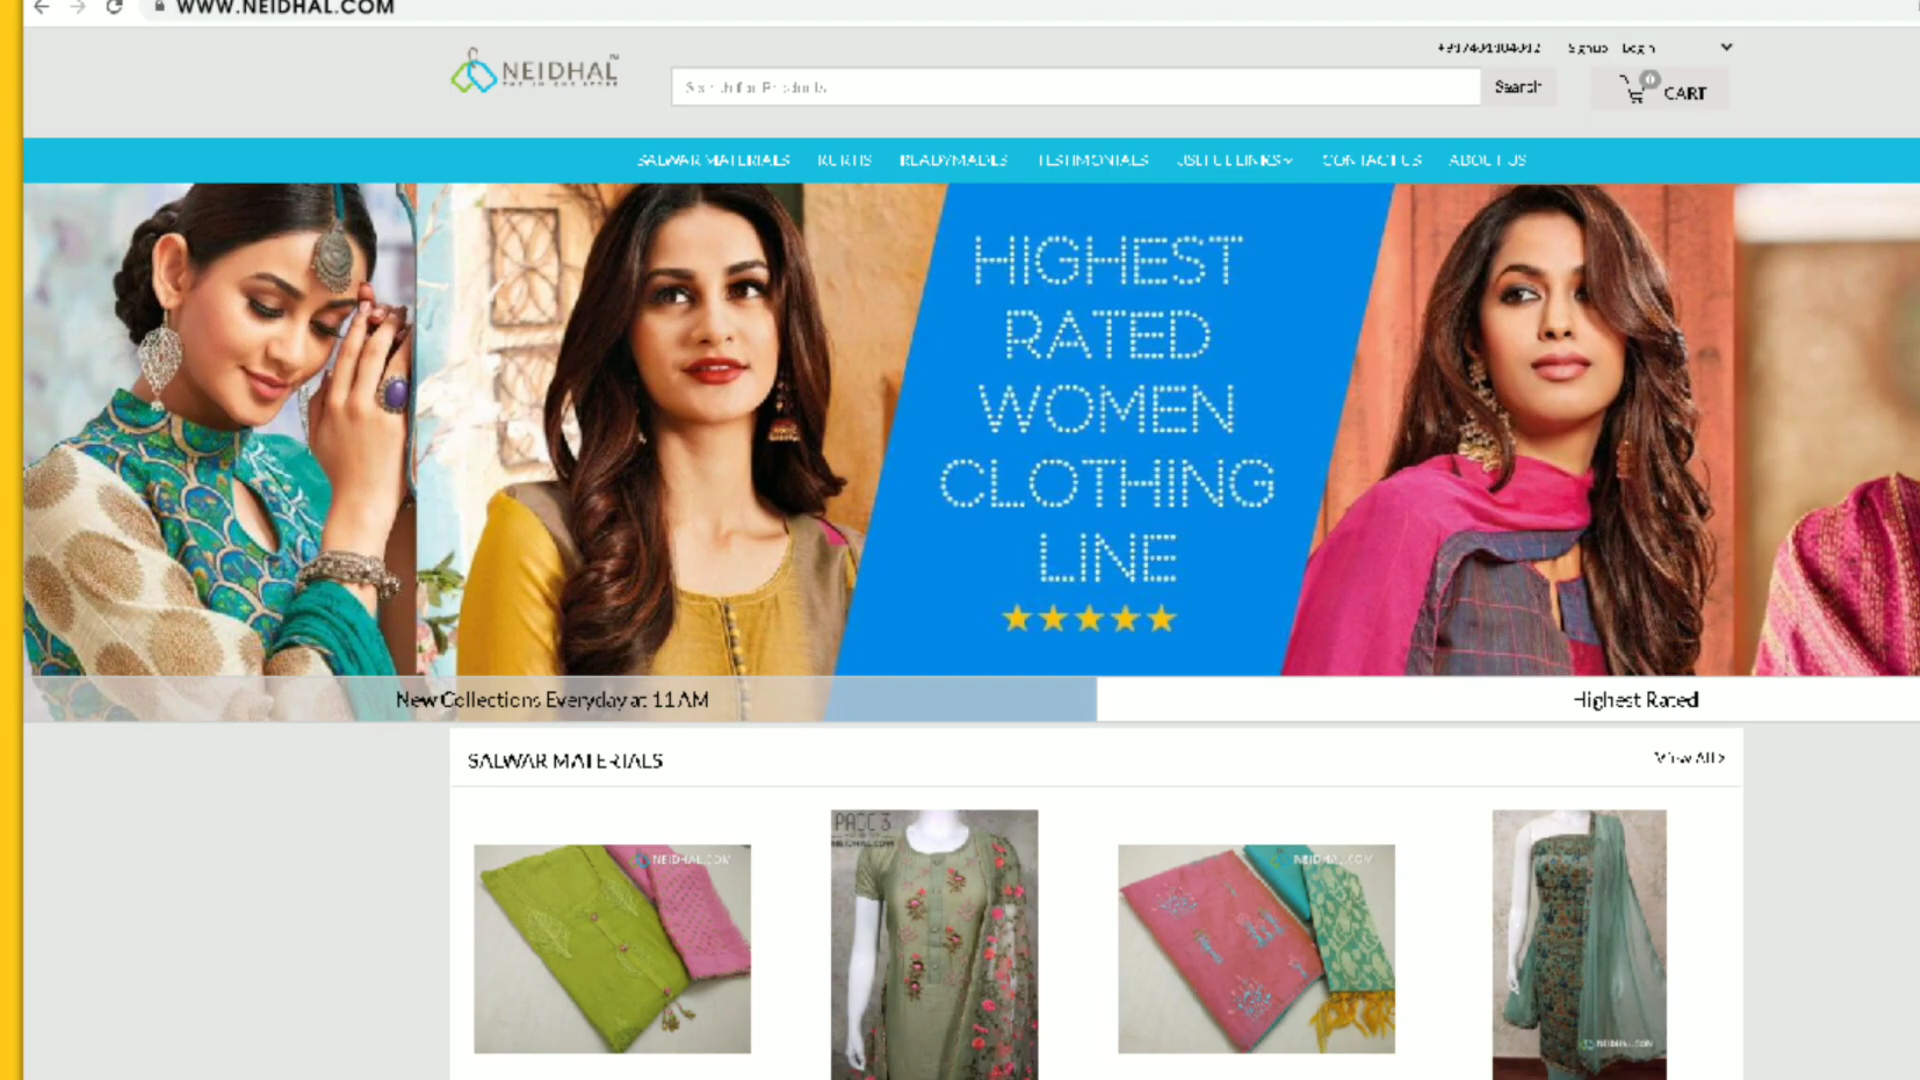 WWW.NEIDHAL.COM
NEIDHAL
Signup Login
Search for Products
Search
0
CART
SALWAR MATERIALS KURTIS READYMADES TESTIMONIALS USEFUL LINKS CONTACT US ABOUT US
HIGHEST
RATED
WOMEN
CLOTHING
LINE
New Collections Everyday at 11 AM
Highest Rated
SALWAR MATERIALS
View All >
NEIDHAL.COM
PAGE 3
NEIDHAL.COM
NEIDHAL.COM
NEIDHAL.COM